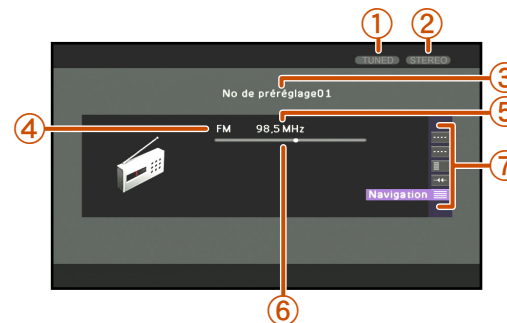 ① ②
TUNED STEREO
③
No de préréglage01
⑤
④ FM 98,5 MHz
⑦
Navigation
⑥